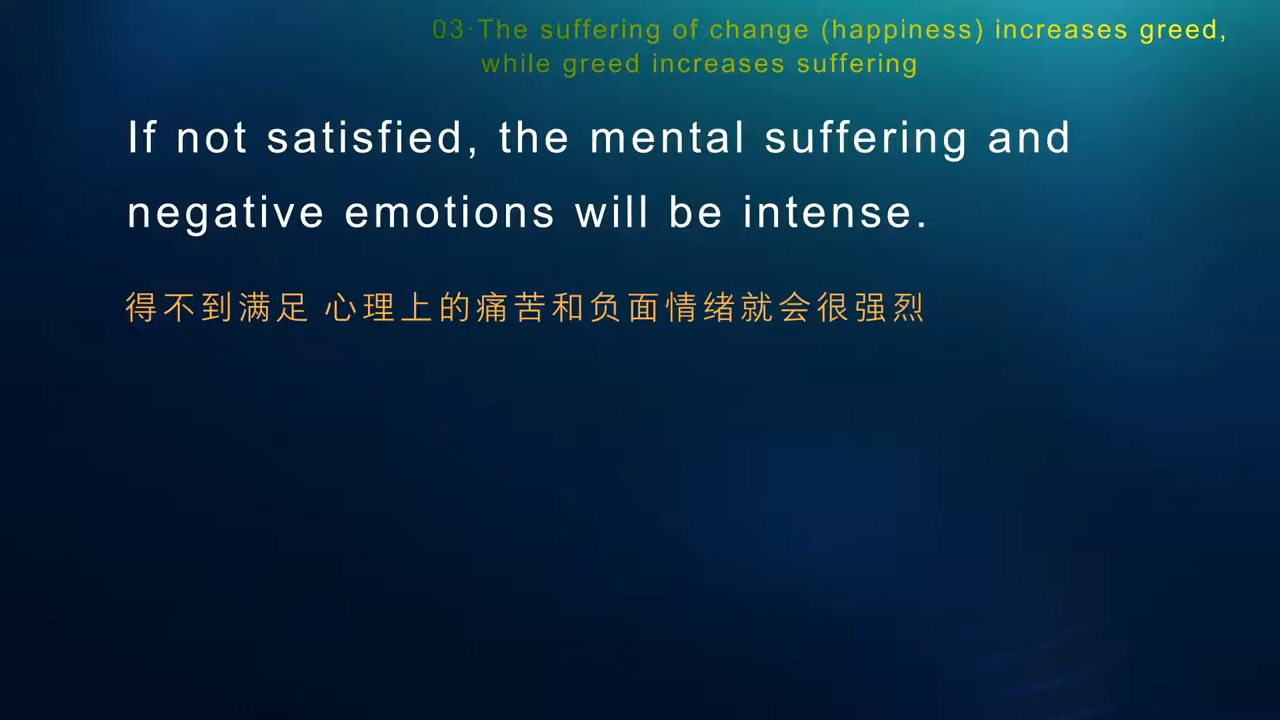 03·The suffering of change (happiness) increases greed,
while greed increases suffering
If not satisfied, the mental suffering and
negative emotions will be intense.
得不到满足 心理上的痛苦和负面情绪就会很强烈